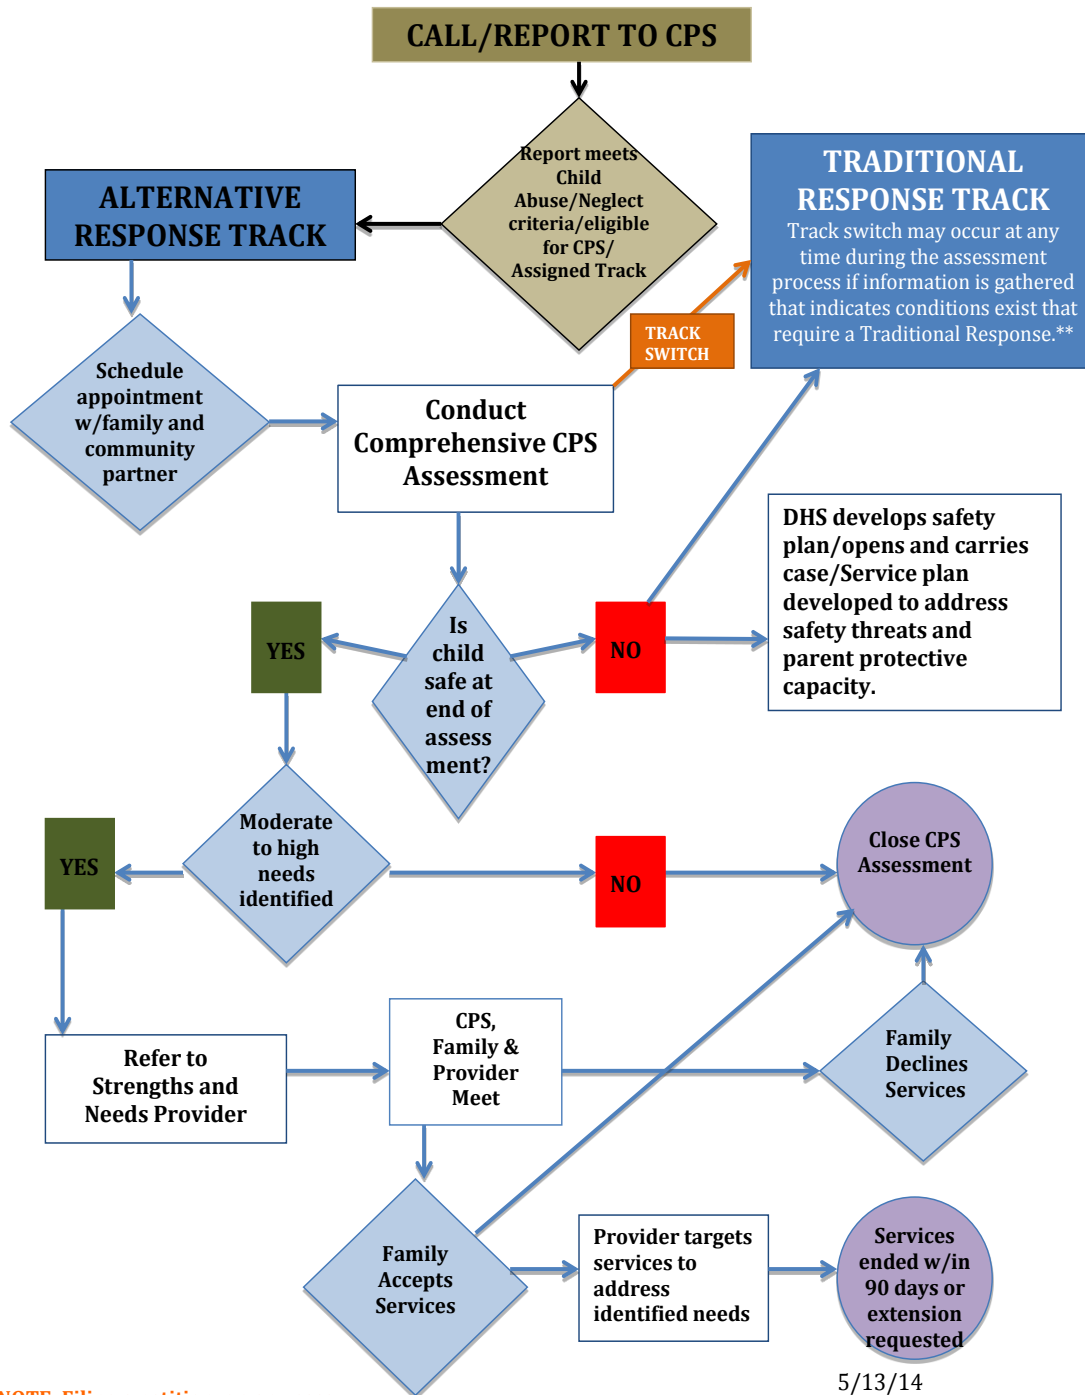 CALL/REPORT TO CPS
Report meets
Child
Abuse/Neglect
criteria/eligible
for CPS/
Assigned Track
ALTERNATIVE
RESPONSE TRACK
TRADITIONAL
RESPONSE TRACK
Track switch may occur at any
time during the assessment
process if information is gathered
that indicates conditions exist that
require a Traditional Response.**
TRACK
SWITCH
Schedule
appointment
w/family and
community
partner
Conduct
Comprehensive CPS
Assessment
DHS develops safety
plan/opens and carries
case/Service plan
developed to address
safety threats and
parent protective
capacity.
Is
child
safe at
end of
assess
ment?
YES
NO
Moderate
to high
needs
identified
YES
NO
Close CPS
Assessment
Refer to
Strengths and
Needs Provider
CPS,
Family &
Provider
Meet
Family
Declines
Services
Family
Accepts
Services
Provider targets
services to
address
identified needs
Services
ended w/in
90 days or
extension
requested
5/13/14